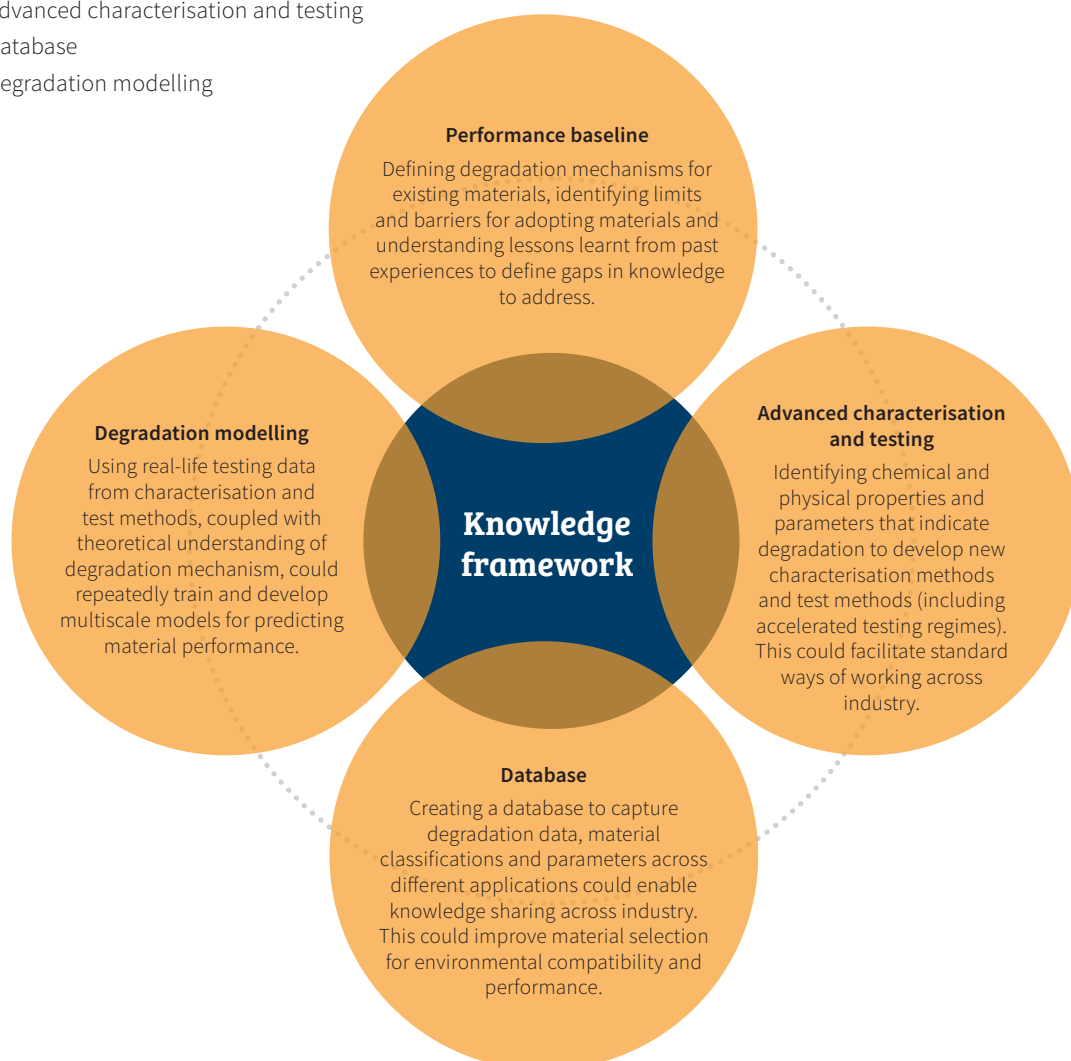 dvanced characterisation and testing
atabase
egradation modelling
Performance baseline
Defining degradation mechanisms for
existing materials, identifying limits
and barriers for adopting materials and
understanding lessons learnt from past
experiences to define gaps in knowledge
to address.
Advanced characterisation
and testing
Identifying chemical and
physical properties and
parameters that indicate
degradation to develop new
characterisation methods
and test methods (including
accelerated testing regimes).
This could facilitate standard
ways of working across
industry.
Degradation modelling
Using real-life testing data
from characterisation and
test methods, coupled with
theoretical understanding of
degradation mechanism, could
repeatedly train and develop
multiscale models for predicting
material performance.
Knowledge
framework
Database
Creating a database to capture
degradation data, material
classifications and parameters across
different applications could enable
knowledge sharing across industry.
This could improve material selection
for environmental compatibility and
performance.